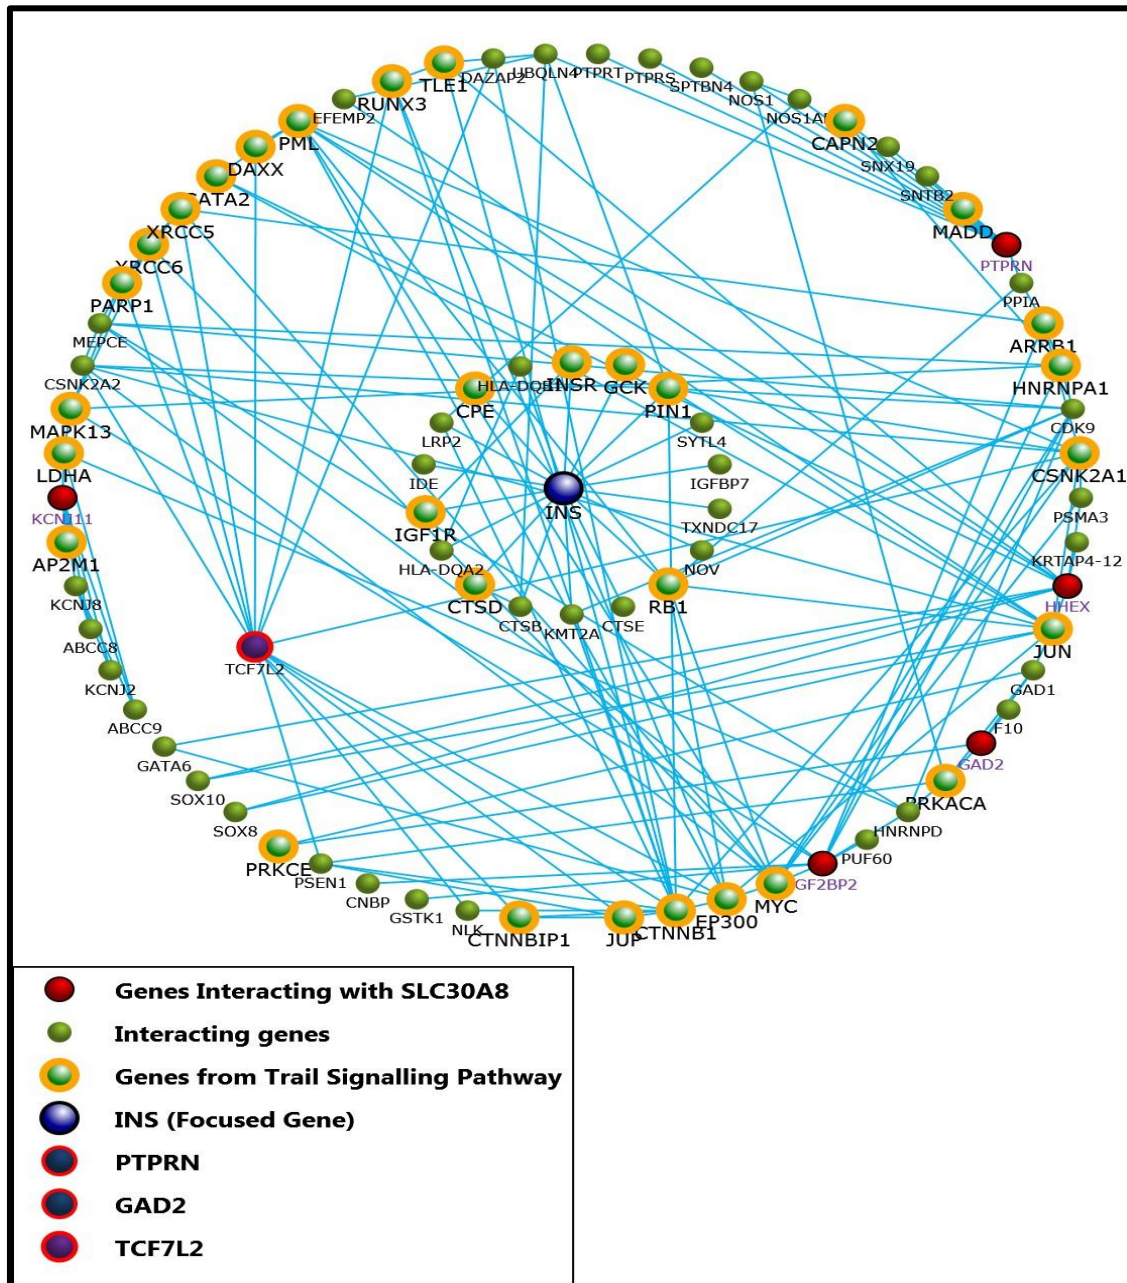 UBQLN4
PTPRT
PTPRS
DAZAP2
TLE1
SPTBN4
NOS1
RUNX3
EFEMP2
CAPN2
PML
SNX19
DAXX
SNTB2
GATA2
MADD
XRCC5
PTPRN
XRCC6
PPIA
PARP1
MEPCE
ARRB1
HNRNPA1
CSNK2A2
INSR
GCK
PIN1
CPE
CDK9
MAPK13
LRP2
SYTL4
LDHA
IDE
IGFBP7
CSNK2A1
KCNJ11
INS
PSMA3
IGF1R
TXNDC17
AP2M1
HLA-DQA2
NOV
KRTAP4-12
KCNJ8
CTSD
RB1
HHEX
CTSB
KMT2A
CTSE
ABCC8
JUN
TCF7L2
KCNJ2
GAD1
ABCC9
F10
GATA6
GAD2
SOX10
PRKACA
SOX8
HNRNPD
PRKCE
PSEN1
PUF60
CNBP
GF2BP2
GSTK1
MYC
NLK
EP300
CTNNBIP1
JUP
CTNNB1
Genes Interacting with SLC30A8
Interacting genes
Genes from Trail Signalling Pathway
INS (Focused Gene)
PTPRN
GAD2
TCF7L2